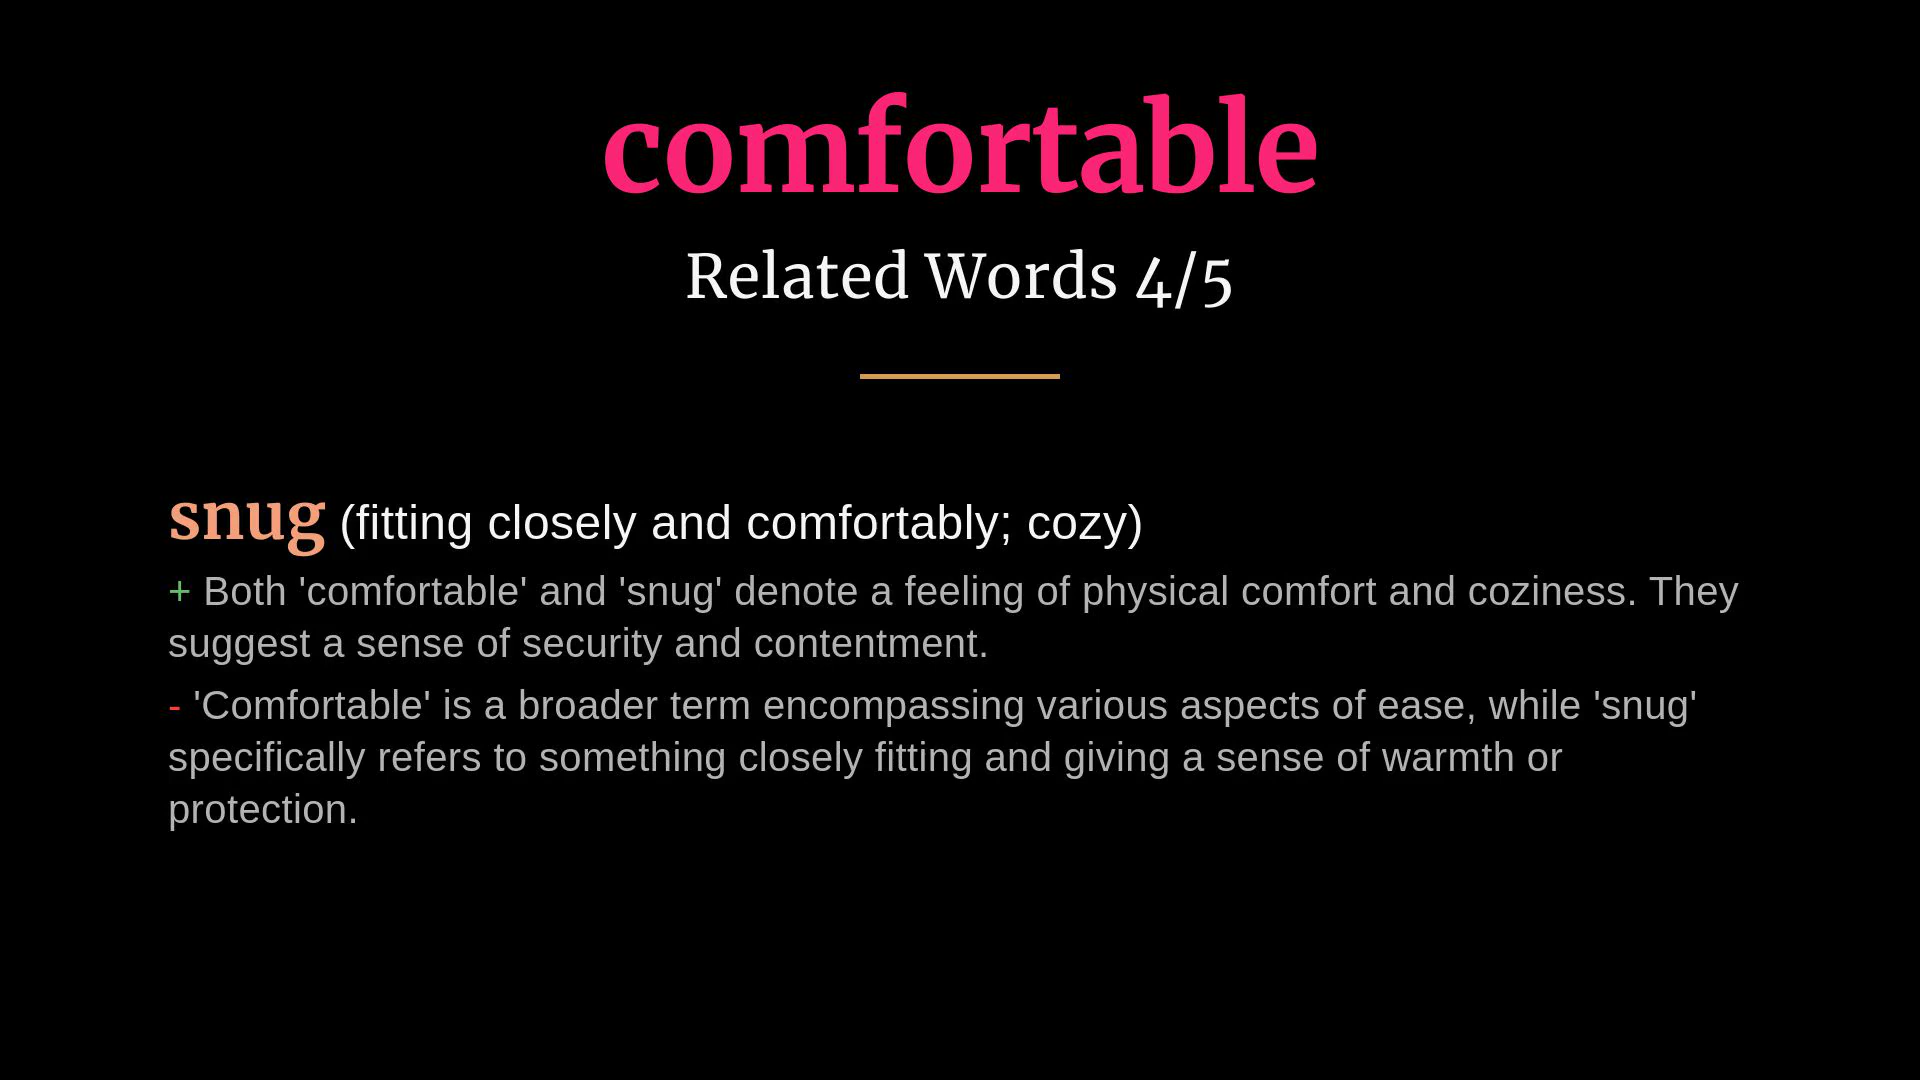 comfortable
Related Words 4/5
snug (fitting closely and comfortably; cozy)
+ Both 'comfortable' and 'snug' denote a feeling of physical comfort and coziness. They
suggest a sense of security and contentment.
- 'Comfortable' is a broader term encompassing various aspects of ease, while 'snug'
specifically refers to something closely fitting and giving a sense of warmth or
protection.